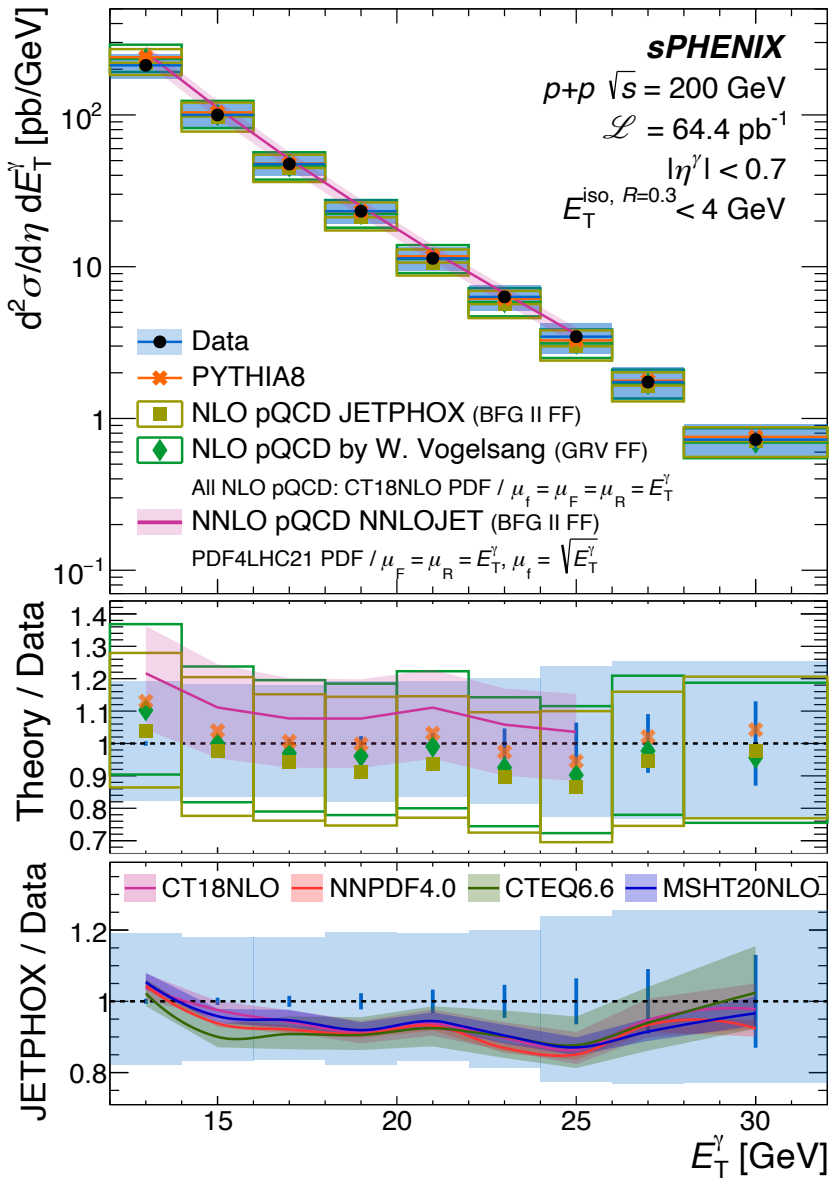 sPHENIX
p+p √s = 200 GeV
ℒ = 64.4 pb⁻¹
|η^γ| < 0.7
E_T^{iso, R=0.3} < 4 GeV
d²σ/dη dE_T^γ [pb/GeV]
10²
10
1
10⁻¹
Data
PYTHIA8
NLO pQCD JETPHOX (BFG II FF)
NLO pQCD by W. Vogelsang (GRV FF)
All NLO pQCD: CT18NLO PDF / μ_f = μ_F = μ_R = E_T^γ
NNLO pQCD NNLOJET (BFG II FF)
PDF4LHC21 PDF / μ_F = μ_R = E_T^γ, μ_f = √E_T^γ
Theory / Data
1.4
1.3
1.2
1.1
1
0.9
0.8
0.7
JETPHOX / Data
CT18NLO NNPDF4.0 CTEQ6.6 MSHT20NLO
1.2
1
0.8
15 20 25 30
E_T^γ [GeV]